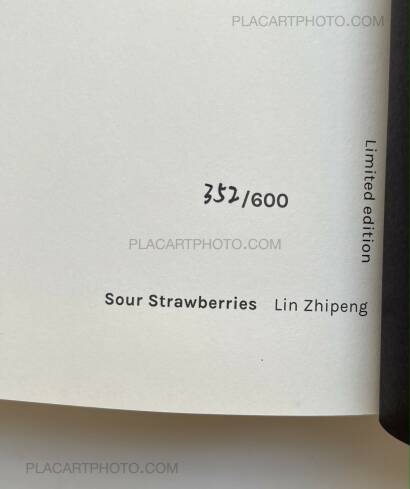 PLACARTPHOTO.COM
Limited edition
352/600
PLACARTPHOTO.COM
Sour Strawberries Lin Zhipeng
PLACARTPHOTO.COM